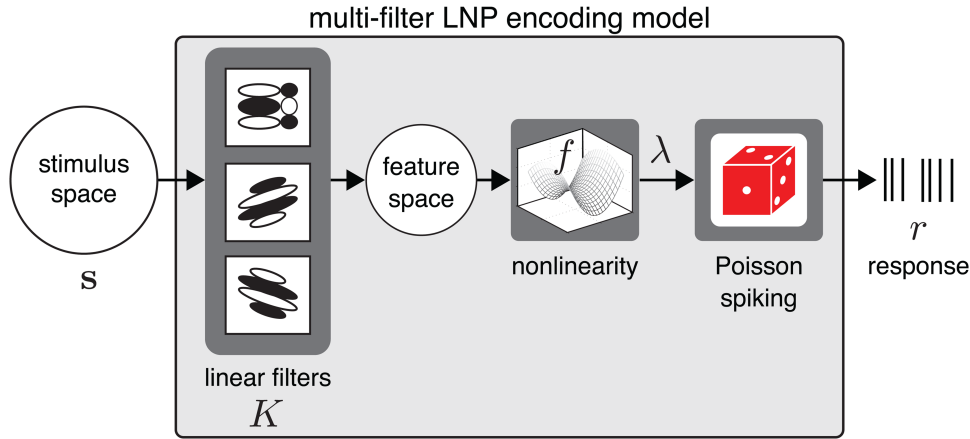 multi-filter LNP encoding model
stimulus
space
s
linear filters
K
feature
space
f
nonlinearity
λ
Poisson
spiking
r
response